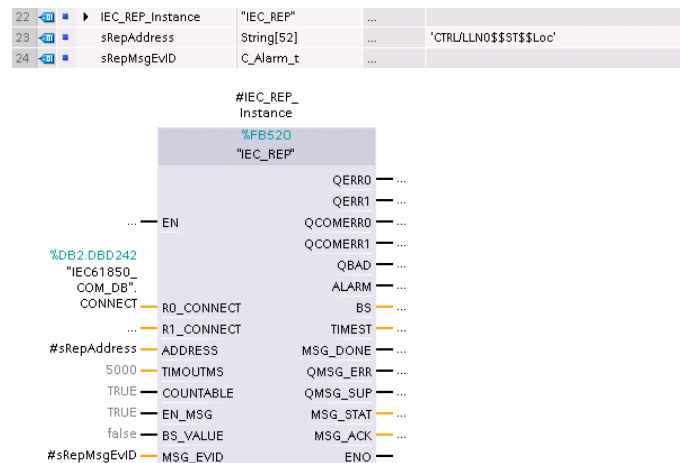 22 IEC_REP_Instance "IEC_REP" ...
23 sRepAddress String[52] ... 'CTRL/LLN0$$ST$$Loc'
24 sRepMsgEvID C_Alarm_t ...
#IEC_REP_
Instance
%FB520
"IEC_REP"
QERR0 ...
QERR1 ...
... EN QCOMERR0 ...
QCOMERR1 ...
%DB2.DBD242
"IEC61850_
COM_DB".
CONNECT
QBAD ...
ALARM ...
R0_CONNECT BS ...
... R1_CONNECT TIMEST ...
#sRepAddress ADDRESS MSG_DONE ...
5000 TIMOUTMS QMSG_ERR ...
TRUE COUNTABLE QMSG_SUP ...
TRUE EN_MSG MSG_STAT ...
false BS_VALUE MSG_ACK ...
#sRepMsgEvID MSG_EVID ENO